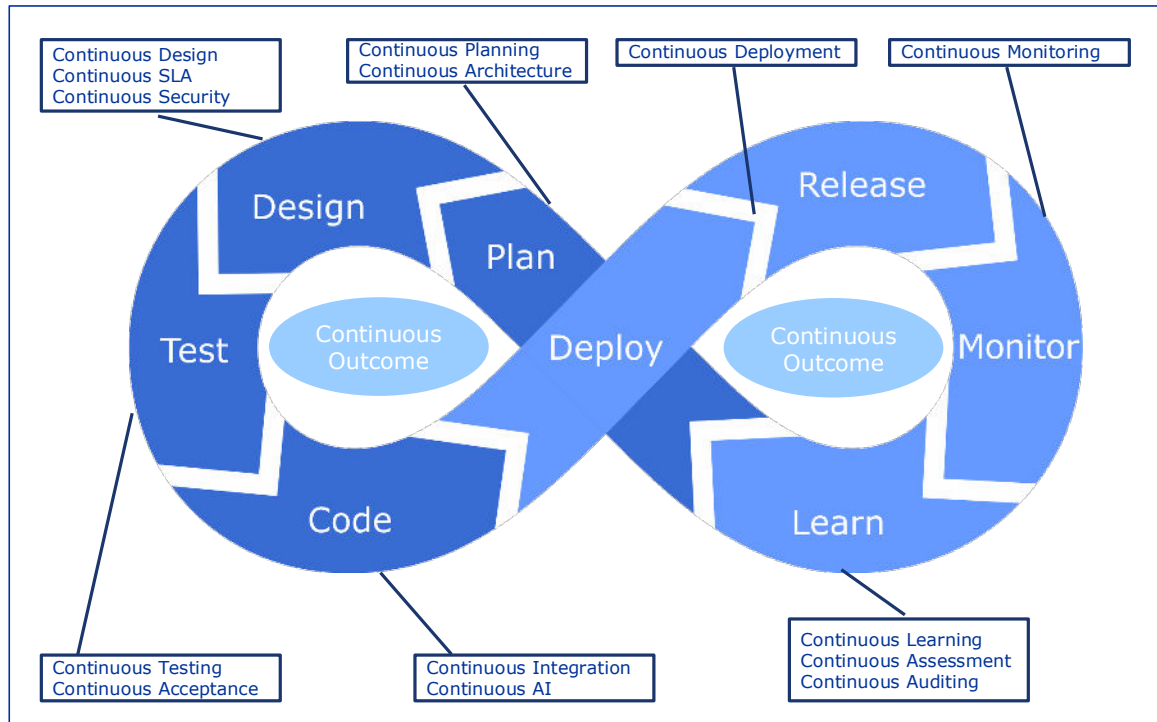 Continuous Design
Continuous SLA
Continuous Security
Continuous Planning
Continuous Architecture
Continuous Deployment
Continuous Monitoring
Design
Plan
Release
Test
Continuous
Outcome
Deploy
Continuous
Outcome
Monitor
Code
Learn
Continuous Testing
Continuous Acceptance
Continuous Integration
Continuous AI
Continuous Learning
Continuous Assessment
Continuous Auditing